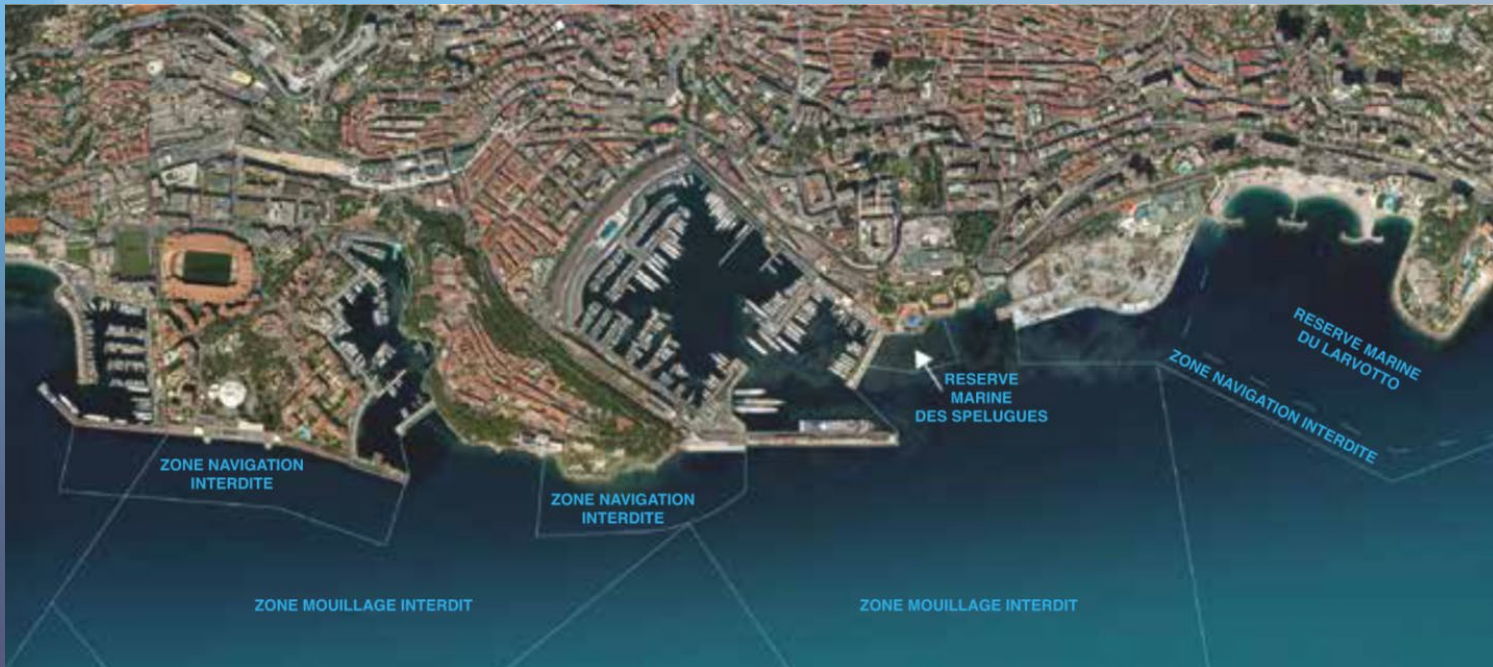 RESERVE MARINE
DU LARVOTTO
ZONE NAVIGATION INTERDITE
RESERVE
MARINE
DES SPELUGUES
ZONE NAVIGATION
INTERDITE
ZONE NAVIGATION
INTERDITE
ZONE MOUILLAGE INTERDIT
ZONE MOUILLAGE INTERDIT